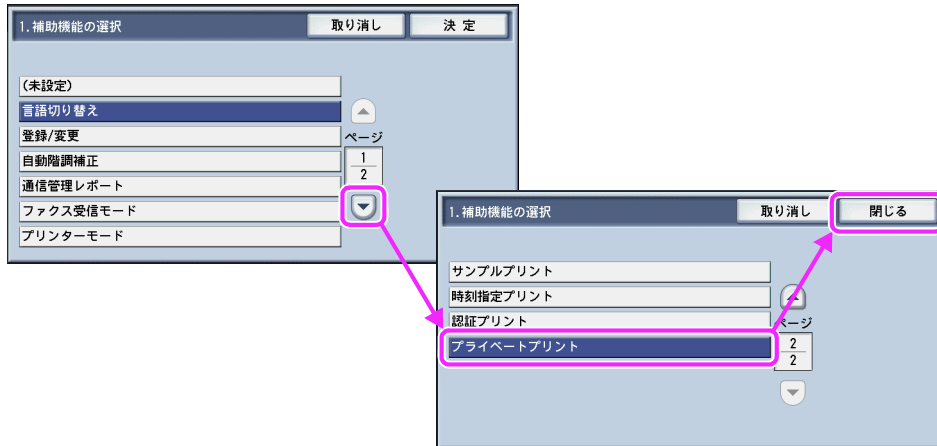 1.補助機能の選択
取り消し
決 定
(未設定)
言語切り替え
登録/変更
自動階調補正
通信管理レポート
ファクス受信モード
プリンターモード
ページ
1
2
1.補助機能の選択
取り消し
閉じる
サンプルプリント
時刻指定プリント
認証プリント
プライベートプリント
ページ
2
2